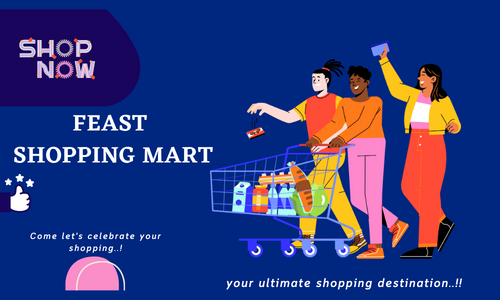 SHOP
NOW
FEAST
SHOPPING MART
Come let's celebrate your
shopping..!
your ultimate shopping destination..!!